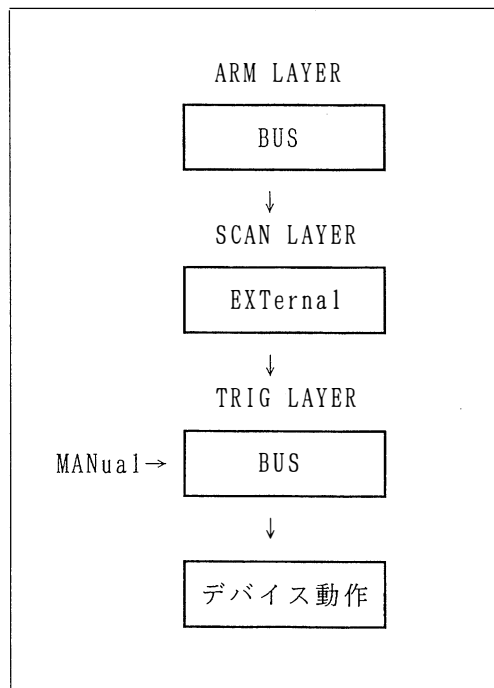 ARM LAYER
BUS
↓
SCAN LAYER
EXTernal
↓
TRIG LAYER
MANual→ BUS
↓
デバイス動作